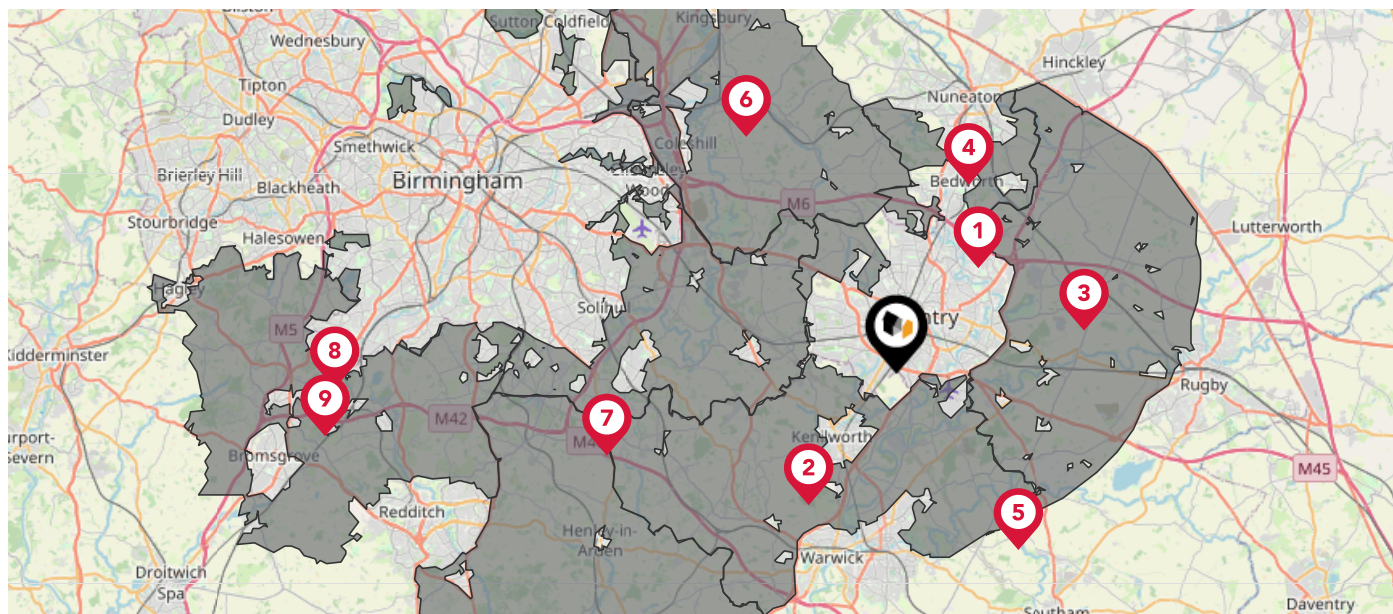 Sutton Coldfield
Kingsbury
Wednesbury
Hinckley
Tipton
Nuneaton
6
Dudley
Smethwick
Coleshill
4
Brierley Hill
Birmingham
Bedworth
Blackheath
Wood
M6
Stourbridge
Lutterworth
Halesowen
1
Hagley
3
Solihull
ntry
M5
Kidderminster
8
Rugby
9
M42
7
Kenilworth
Bromsgrove
2
M45
Redditch
5
Henley-in-
Arden
Warwick
Droitwich
Spa
Daventry
Southam